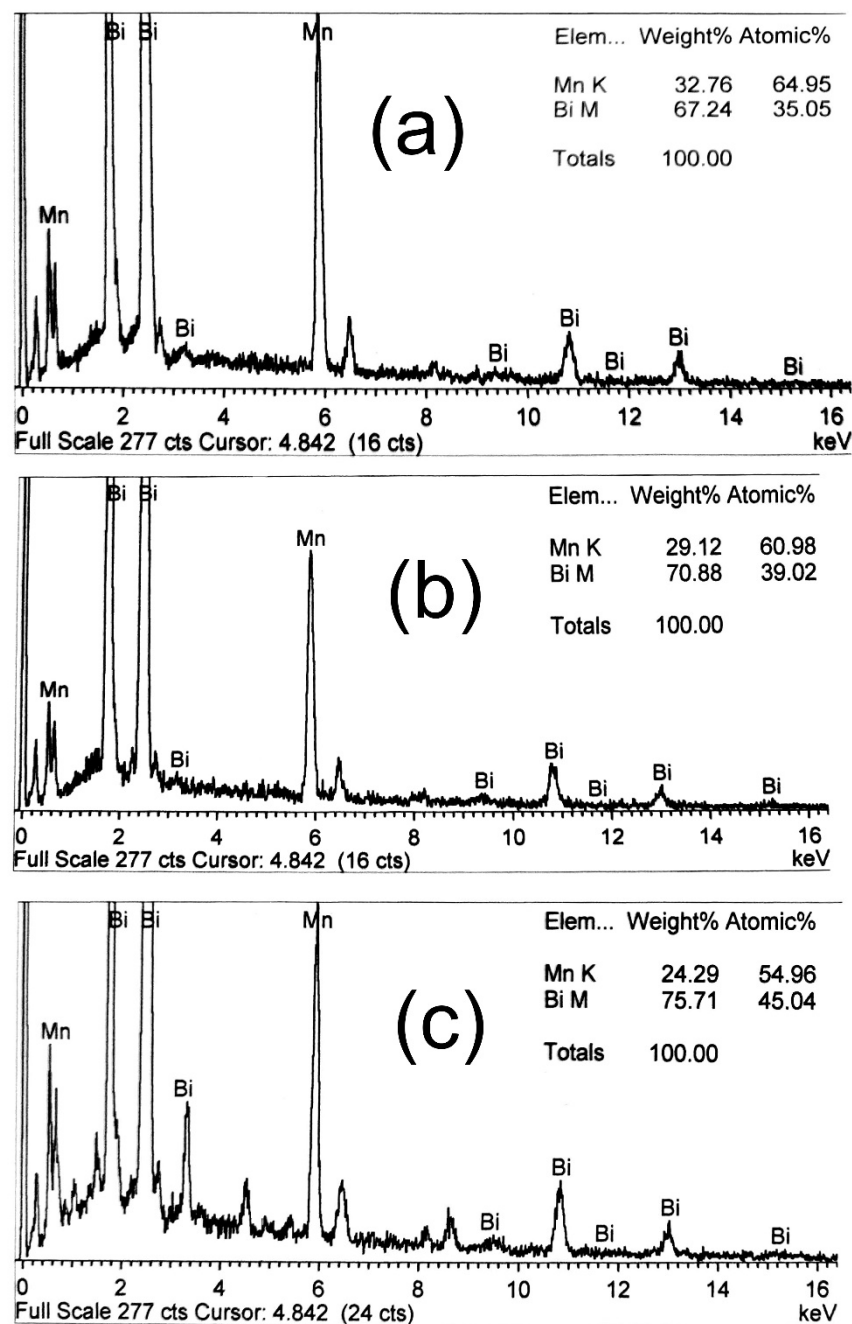 Bi Bi Mn
Elem... Weight% Atomic%
Mn K 32.76 64.95
Bi M 67.24 35.05
Totals 100.00
(a)
Mn
Bi Bi Bi Bi Bi Bi
0 2 4 6 8 10 12 14 16
Full Scale 277 cts Cursor: 4.842 (16 cts) keV
Bi Bi
Elem... Weight% Atomic%
Mn
Mn K 29.12 60.98
Bi M 70.88 39.02
Totals 100.00
(b)
Mn
Bi Bi Bi Bi Bi Bi
0 2 4 6 8 10 12 14 16
Full Scale 277 cts Cursor: 4.842 (16 cts) keV
Bi Bi Mn
Elem... Weight% Atomic%
Mn K 24.29 54.96
Bi M 75.71 45.04
Totals 100.00
(c)
Mn
Bi Bi Bi Bi Bi Bi
0 2 4 6 8 10 12 14 16
Full Scale 277 cts Cursor: 4.842 (24 cts) keV